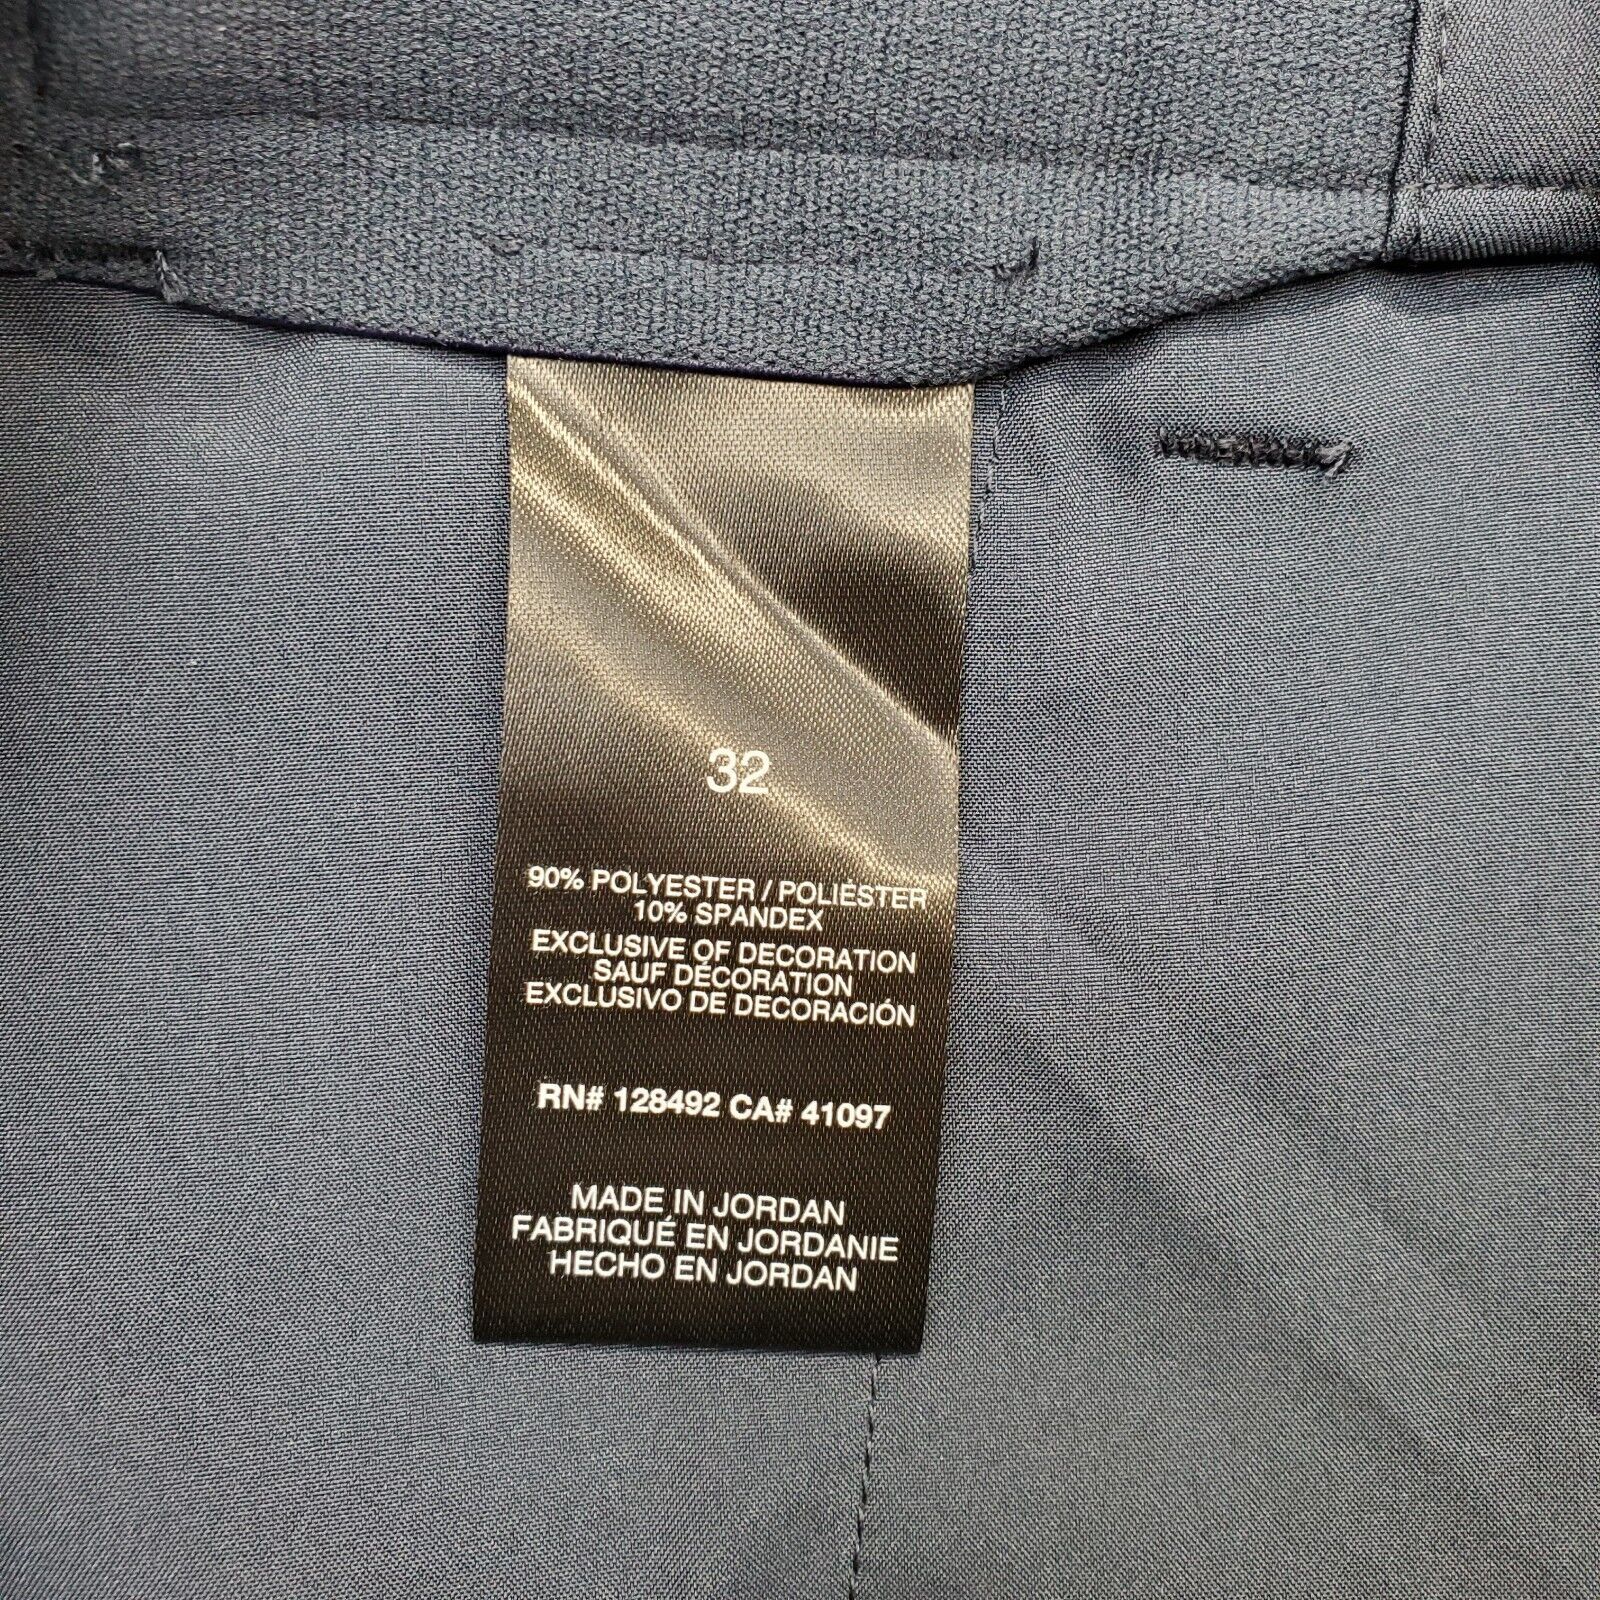 32
90% POLYESTER / POLIÉSTER
10% SPANDEX
EXCLUSIVE OF DECORATION
SAUF DÉCORATION
EXCLUSIVO DE DECORACIÓN
RN# 128492 CA# 41097
MADE IN JORDAN
FABRIQUÉ EN JORDANIE
HECHO EN JORDAN